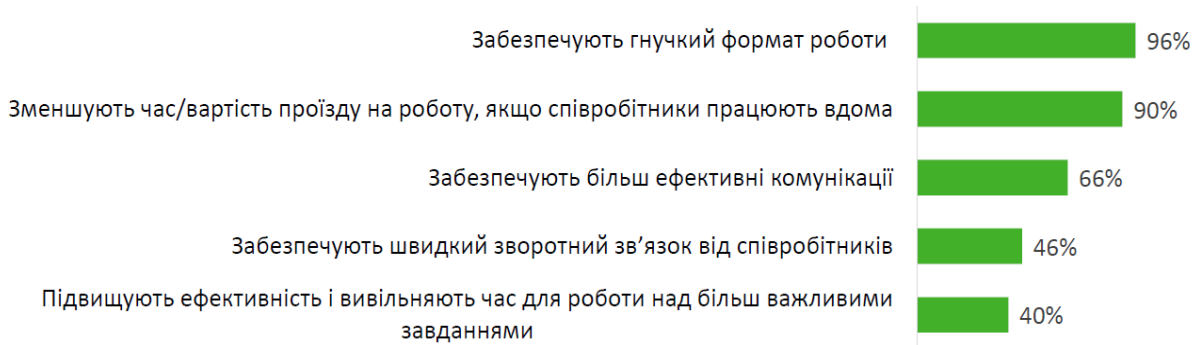 Забезпечують гнучкий формат роботи 96%
Зменшують час/вартість проїзду на роботу, якщо співробітники працюють вдома 90%
Забезпечують більш ефективні комунікації 66%
Забезпечують швидкий зворотний зв’язок від співробітників 46%
Підвищують ефективність і вивільняють час для роботи над більш важливими
завданнями 40%